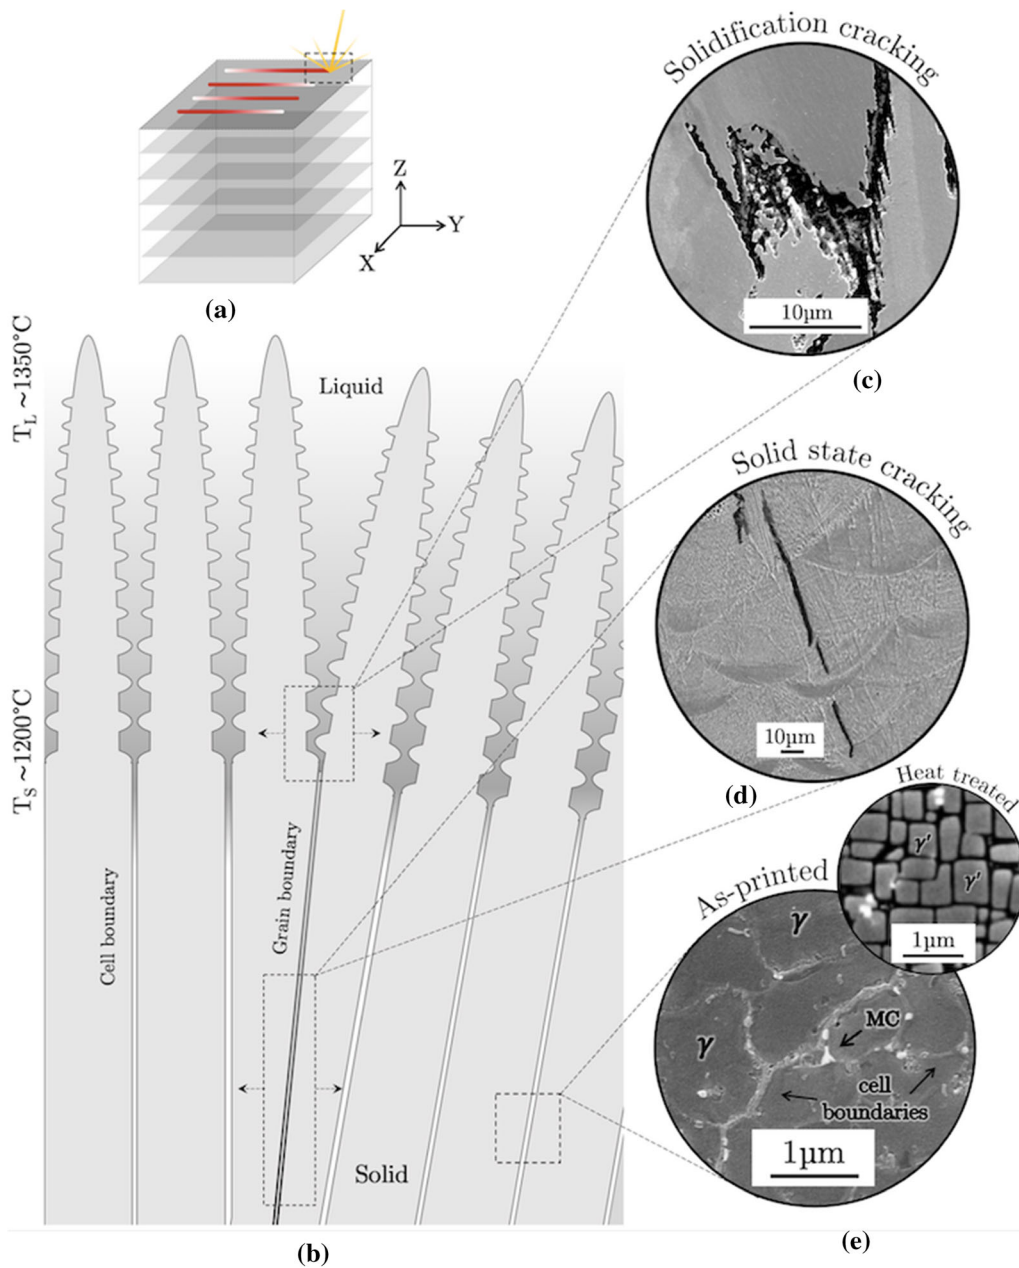 Z
Y
X
(a)
Solidification cracking
10µm
(c)
T_L ~1350°C
Liquid
Solid state cracking
10µm
(d)
T_S ~1200°C
Cell boundary
Grain boundary
Heat treated
γ′
γ′
1µm
As-printed
γ
γ
MC
cell
boundaries
1µm
Solid
(b)
(e)